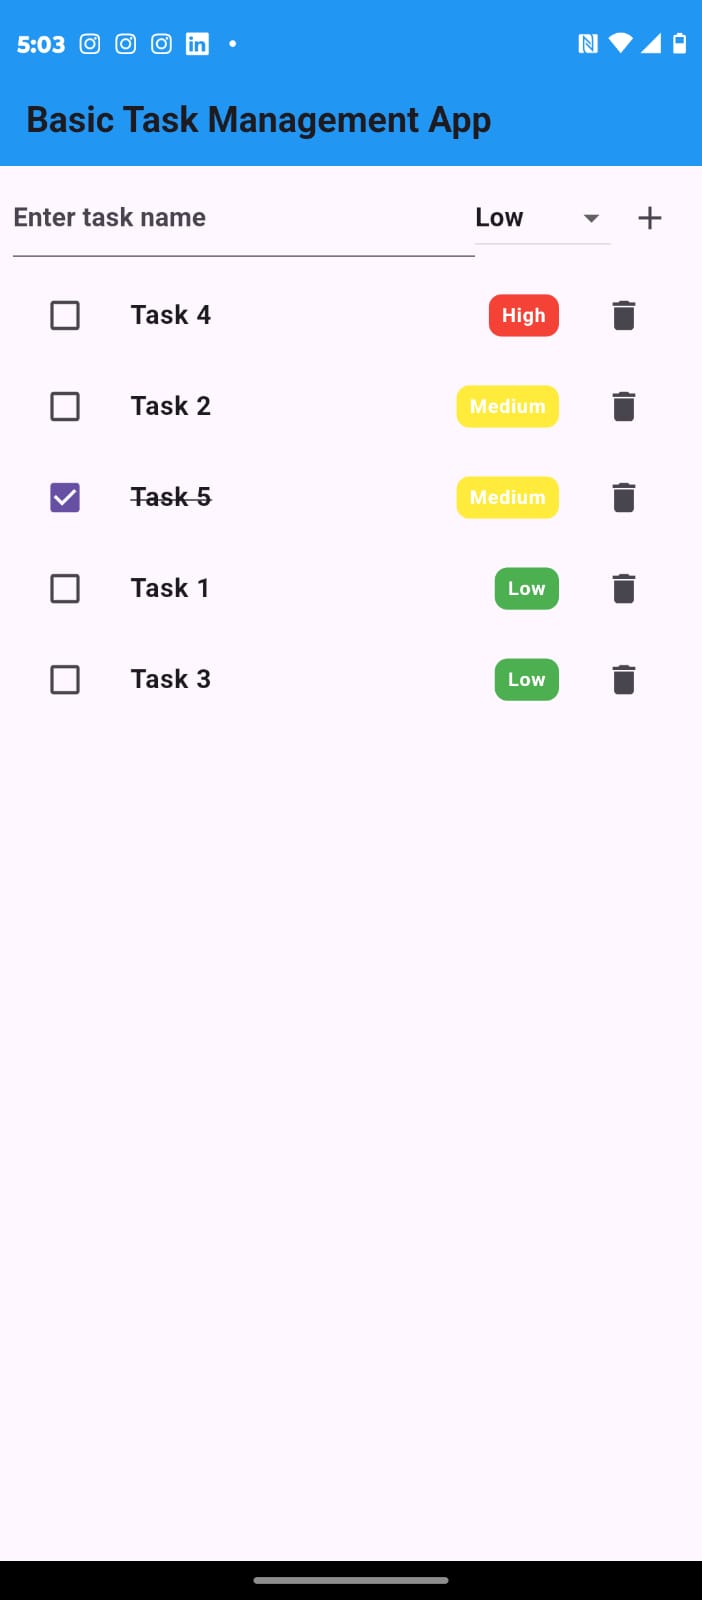 5:03
Basic Task Management App
Enter task name Low
Task 4 High
Task 2 Medium
Task 5 Medium
Task 1 Low
Task 3 Low